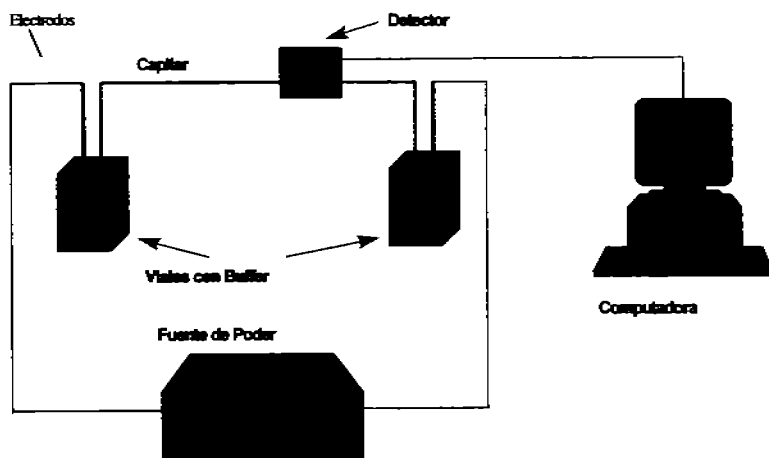 Electrodos
Detector
Capilar
Viales con Buffer
Computadora
Fuente de Poder